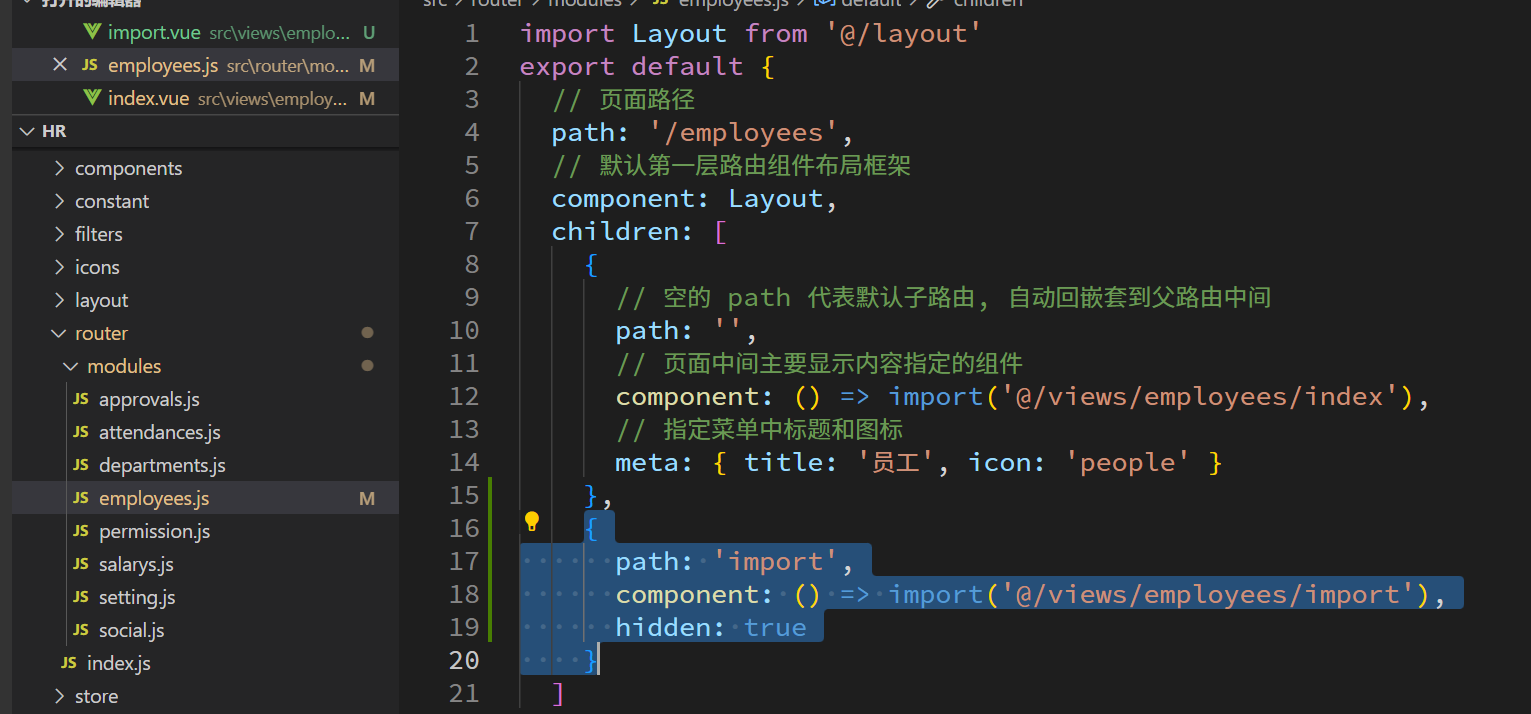 打开的编辑器
import.vue src\views\emplo... U
JS employees.js src\router\mo... M
index.vue src\views\employ... M
HR
components
constant
filters
icons
layout
router
modules
JS approvals.js
JS attendances.js
JS departments.js
JS employees.js M
JS permission.js
JS salarys.js
JS setting.js
JS social.js
JS index.js
store
src > router > modules > JS employees.js > default > children
1 import Layout from '@/layout'
2 export default {
3 // 页面路径
4 path: '/employees',
5 // 默认第一层路由组件布局框架
6 component: Layout,
7 children: [
8 {
9 // 空的 path 代表默认子路由, 自动回嵌套到父路由中间
10 path: '',
11 // 页面中间主要显示内容指定的组件
12 component: () => import('@/views/employees/index'),
13 // 指定菜单中标题和图标
14 meta: { title: '员工', icon: 'people' }
15 },
16 {
17 path: 'import',
18 component: () => import('@/views/employees/import'),
19 hidden: true
20 }
21 ]